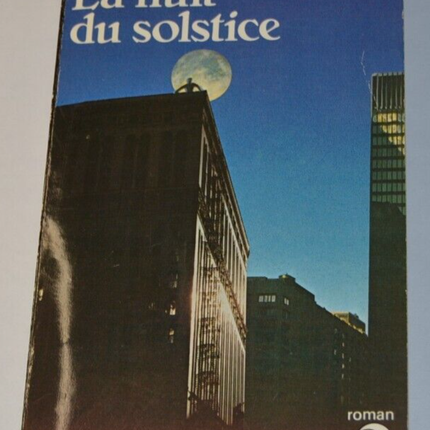 La nuit
du solstice
roman